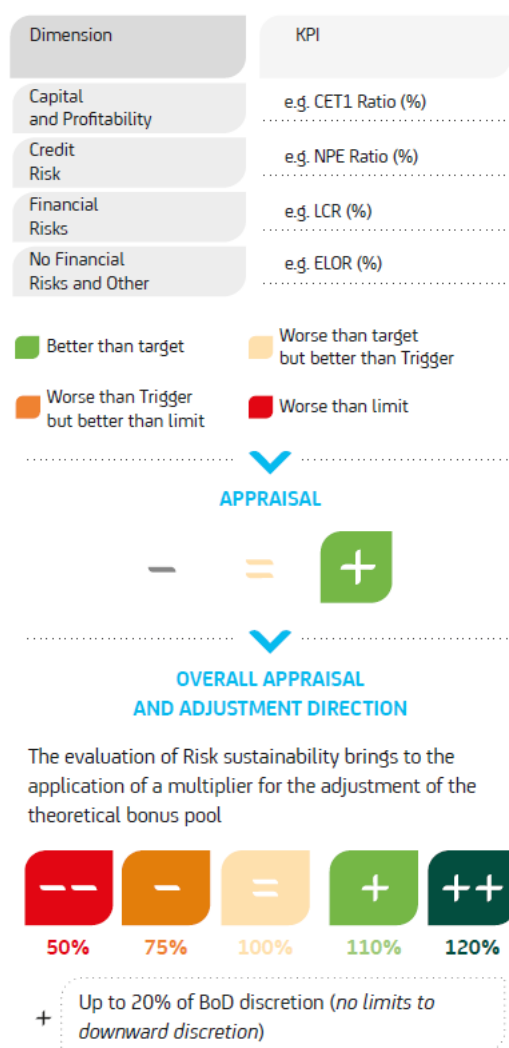 Dimension KPI
Capital
and Profitability
e.g. CET1 Ratio (%)
Credit
Risk
e.g. NPE Ratio (%)
Financial
Risks
e.g. LCR (%)
No Financial
Risks and Other
e.g. ELOR (%)
Better than target
Worse than target
but better than Trigger
Worse than Trigger
but better than limit
Worse than limit
APPRAISAL
– = +
OVERALL APPRAISAL
AND ADJUSTMENT DIRECTION
The evaluation of Risk sustainability brings to the
application of a multiplier for the adjustment of the
theoretical bonus pool
–– – = + ++
50% 75% 100% 110% 120%
+
Up to 20% of BoD discretion (no limits to
downward discretion)